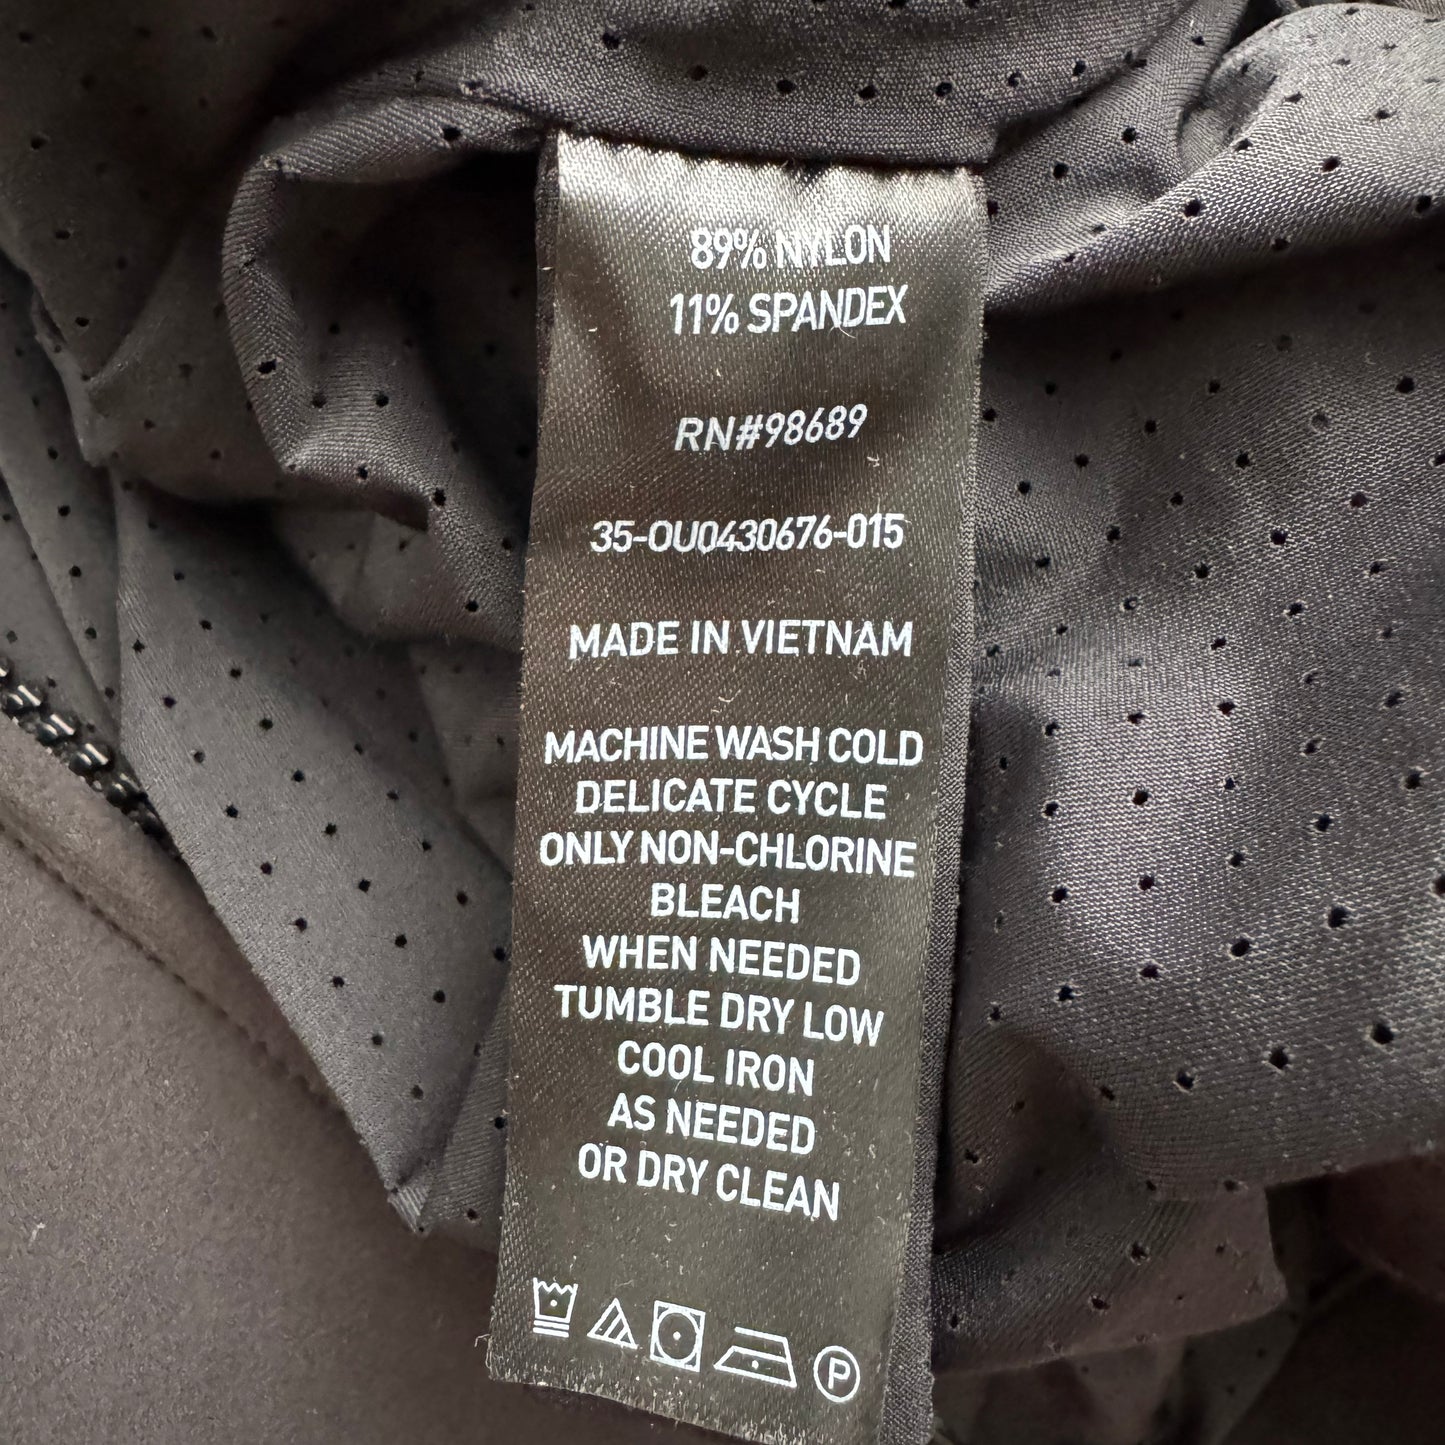 89% NYLON
11% SPANDEX
RN#98689
35-OU0430676-015
MADE IN VIETNAM
MACHINE WASH COLD
DELICATE CYCLE
ONLY NON-CHLORINE
BLEACH
WHEN NEEDED
TUMBLE DRY LOW
COOL IRON
AS NEEDED
OR DRY CLEAN
P